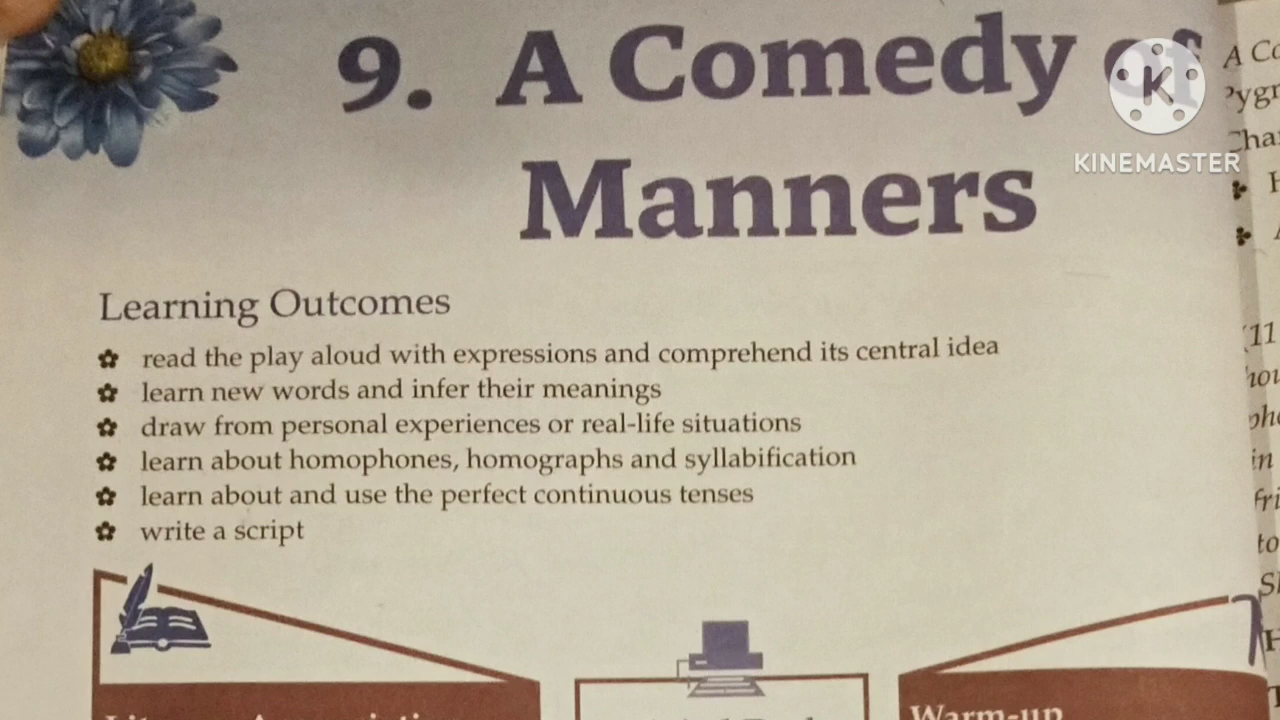 9. A Comedy of
Manners
KINEMASTER
Learning Outcomes
read the play aloud with expressions and comprehend its central idea
learn new words and infer their meanings
draw from personal experiences or real-life situations
learn about homophones, homographs and syllabification
learn about and use the perfect continuous tenses
write a script
Warm-up